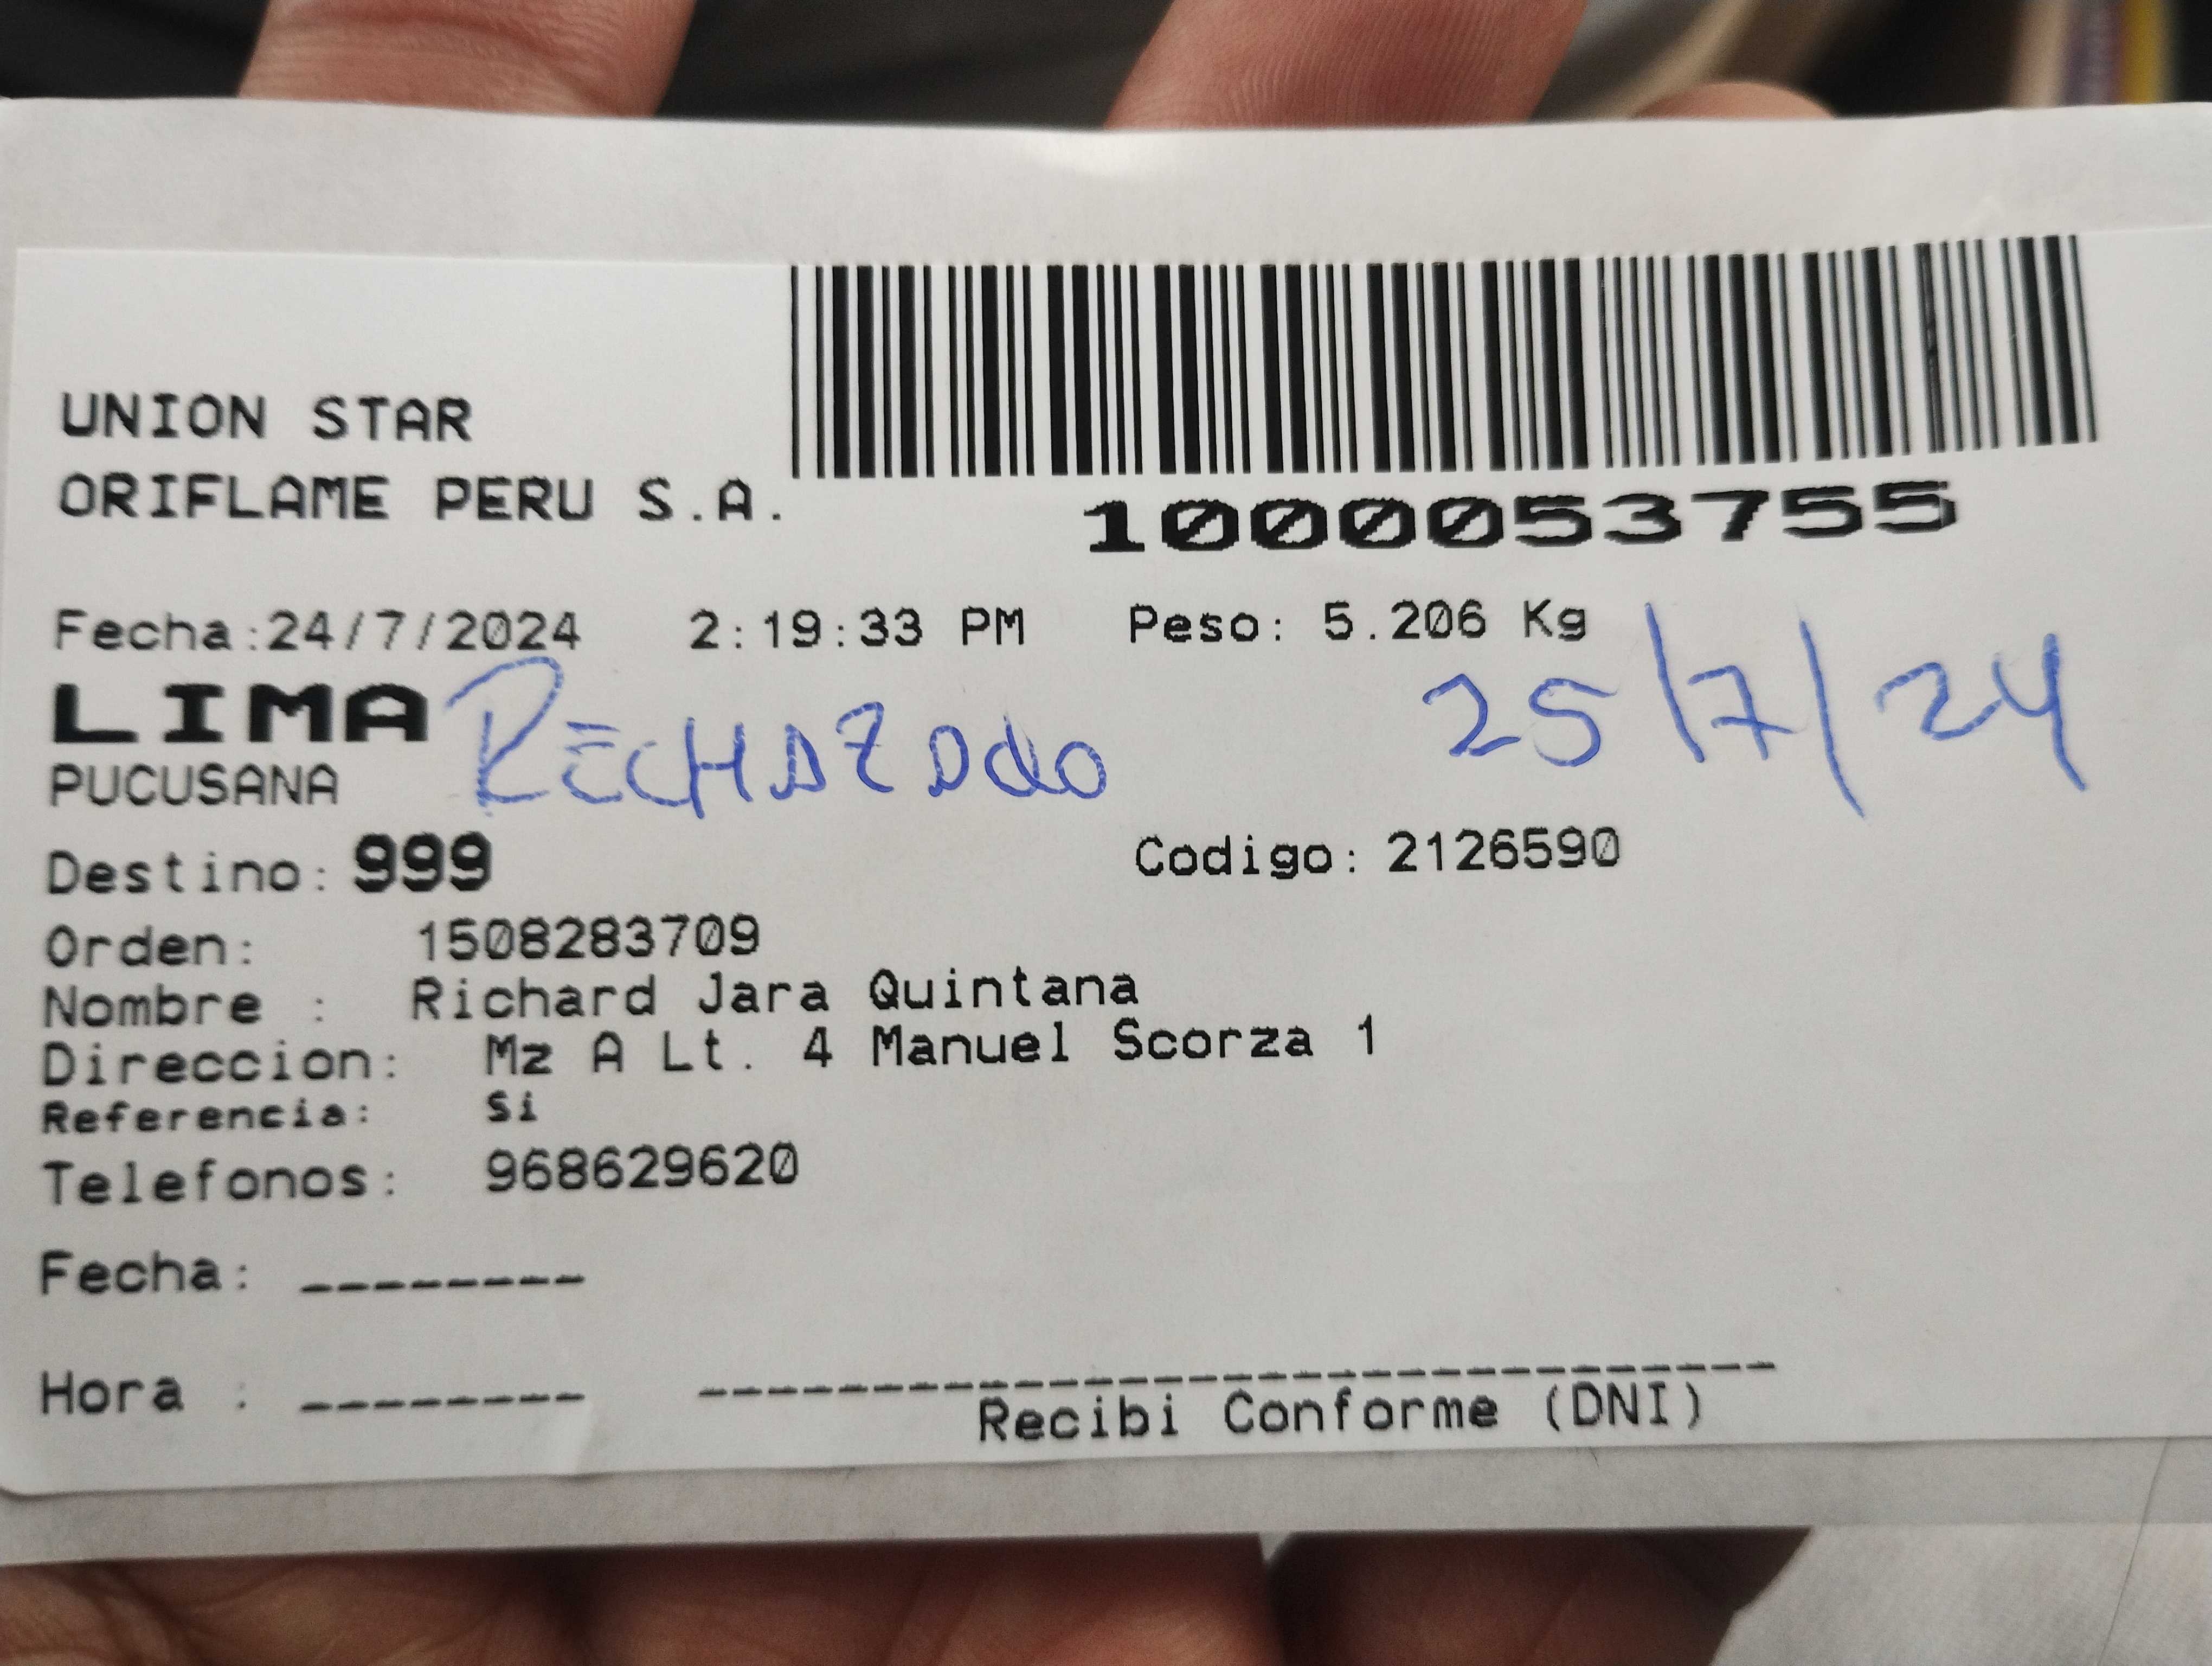 UNION STAR
ORIFLAME PERU S.A.
1000053755
Fecha:24/7/2024 2:19:33 PM Peso: 5.206 Kg
LIMA RECHAZADO 25/7/24
PUCUSANA
Destino: 999 Codigo: 2126590
Orden: 1508283709
Nombre : Richard Jara Quintana
Direccion: Mz A Lt. 4 Manuel Scorza 1
Referencia: Si
Telefonos: 968629620
Fecha: --------
Hora : --------
Recibi Conforme (DNI)